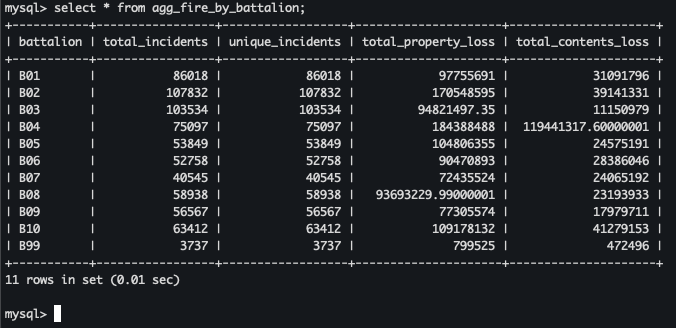 mysql> select * from agg_fire_by_battalion;
+-----------+-----------------+------------------+---------------------+---------------------+
| battalion | total_incidents | unique_incidents | total_property_loss | total_contents_loss |
+-----------+-----------------+------------------+---------------------+---------------------+
| B01       |           86018 |            86018 |            97755691 |            31091796 |
| B02       |          107832 |           107832 |           170548595 |            39141331 |
| B03       |          103534 |           103534 |         94821497.35 |            11150979 |
| B04       |           75097 |            75097 |           184388488 |  119441317.60000001 |
| B05       |           53849 |            53849 |           104806355 |            24575191 |
| B06       |           52758 |            52758 |            90470893 |            28386046 |
| B07       |           40545 |            40545 |            72435524 |            24065192 |
| B08       |           58938 |            58938 |   93693229.99000001 |            23193933 |
| B09       |           56567 |            56567 |            77305574 |            17979711 |
| B10       |           63412 |            63412 |           109178132 |            41279153 |
| B99       |            3737 |             3737 |              799525 |              472496 |
+-----------+-----------------+------------------+---------------------+---------------------+
11 rows in set (0.01 sec)
mysql>